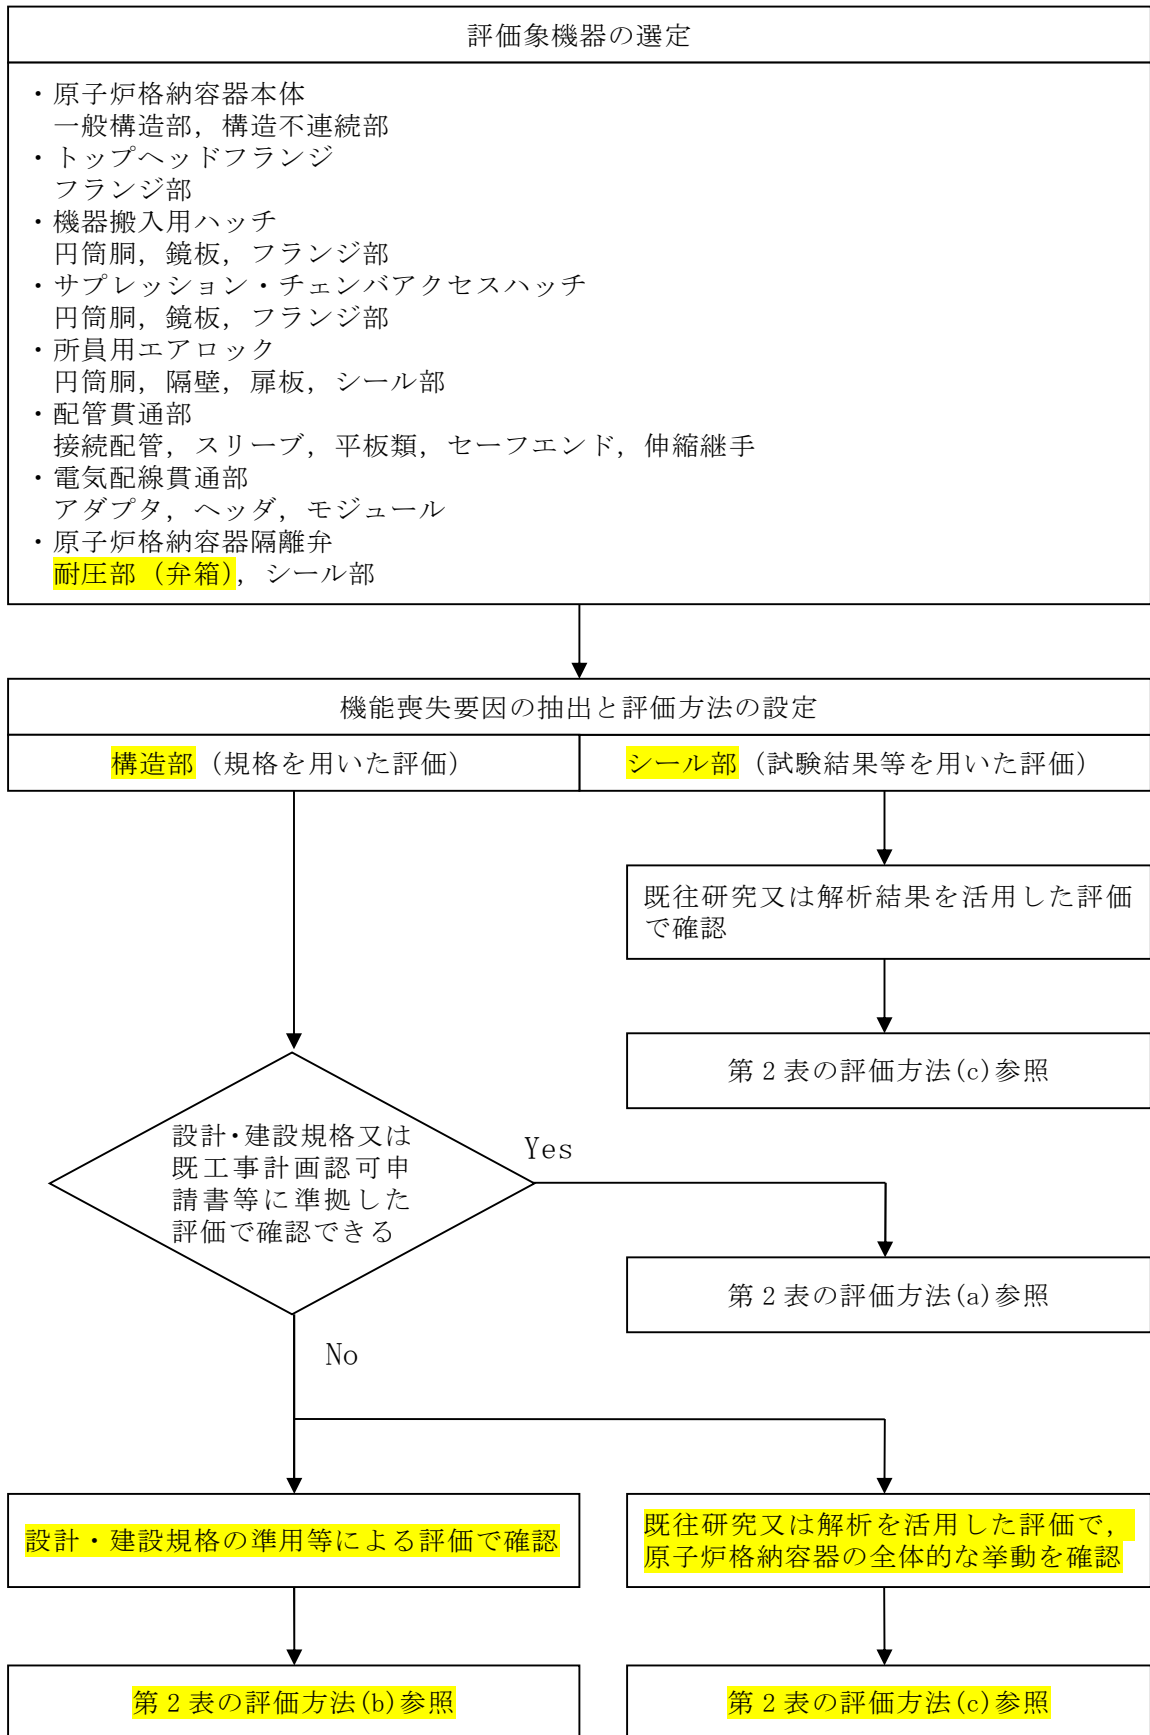 評価象機器の選定
・原子炉格納容器本体
一般構造部，構造不連続部
・トップヘッドフランジ
フランジ部
・機器搬入用ハッチ
円筒胴，鏡板，フランジ部
・サプレッション・チェンバアクセスハッチ
円筒胴，鏡板，フランジ部
・所員用エアロック
円筒胴，隔壁，扉板，シール部
・配管貫通部
接続配管，スリーブ，平板類，セーフエンド，伸縮継手
・電気配線貫通部
アダプタ，ヘッダ，モジュール
・原子炉格納容器隔離弁
耐圧部（弁箱），シール部
機能喪失要因の抽出と評価方法の設定
構造部（規格を用いた評価）
シール部（試験結果等を用いた評価）
既往研究又は解析結果を活用した評価
で確認
第２表の評価方法(c)参照
設計・建設規格又は
既工事計画認可申
請書等に準拠した
評価で確認できる
Yes
第２表の評価方法(a)参照
No
設計・建設規格の準用等による評価で確認
既往研究又は解析を活用した評価で，
原子炉格納容器の全体的な挙動を確認
第２表の評価方法(b)参照
第２表の評価方法(c)参照